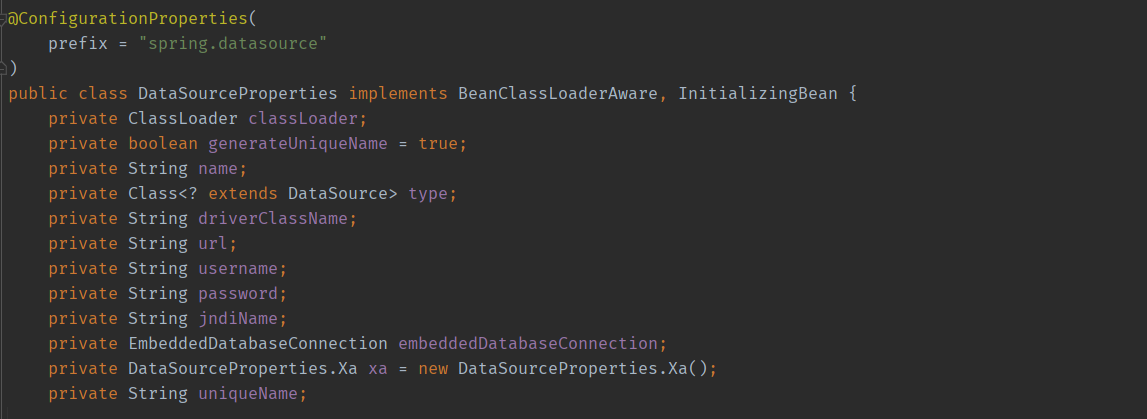 @ConfigurationProperties(
    prefix = "spring.datasource"
)
public class DataSourceProperties implements BeanClassLoaderAware, InitializingBean {
    private ClassLoader classLoader;
    private boolean generateUniqueName = true;
    private String name;
    private Class<? extends DataSource> type;
    private String driverClassName;
    private String url;
    private String username;
    private String password;
    private String jndiName;
    private EmbeddedDatabaseConnection embeddedDatabaseConnection;
    private DataSourceProperties.Xa xa = new DataSourceProperties.Xa();
    private String uniqueName;